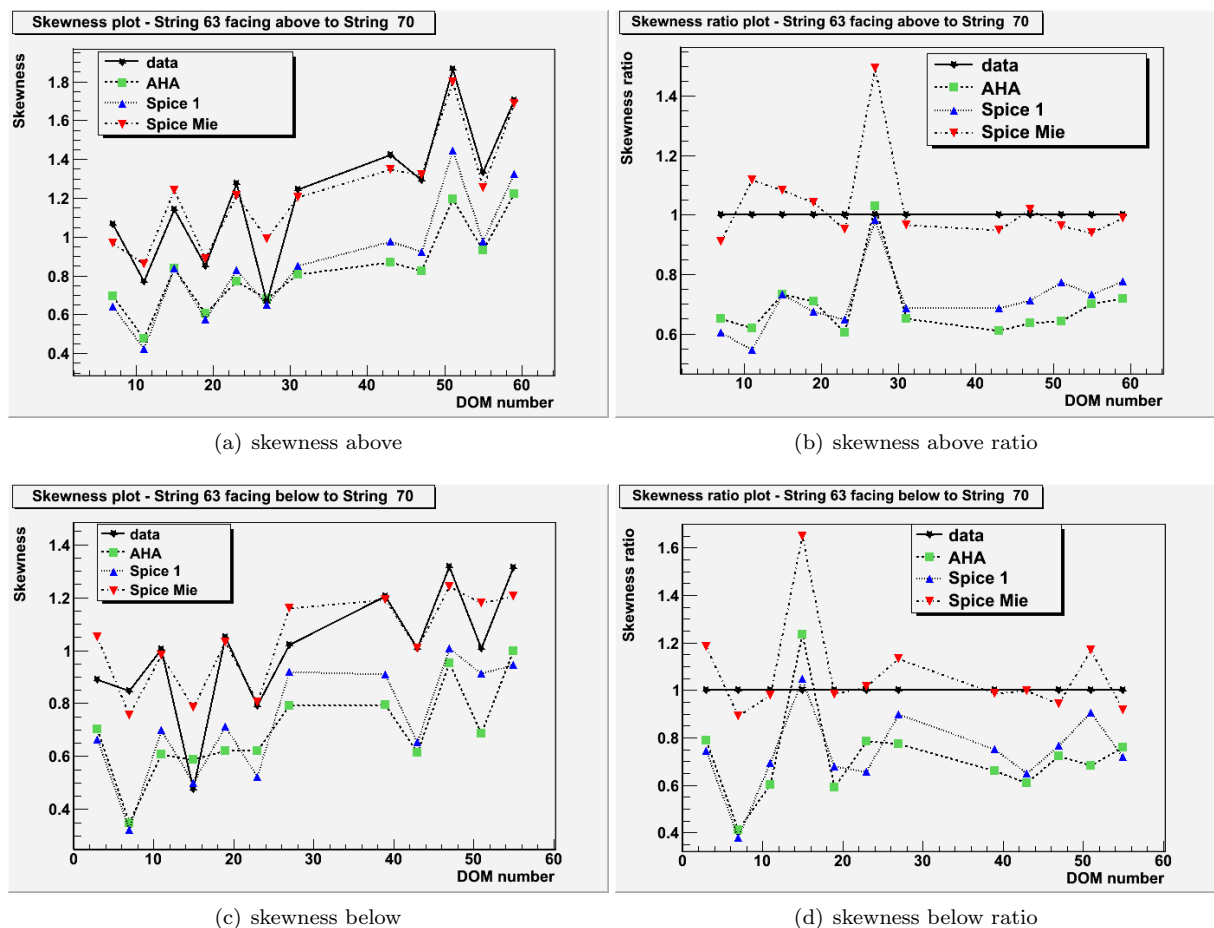 Skewness plot - String 63 facing above to String 70
Skewness
data
AHA
Spice 1
Spice Mie
1.8
1.6
1.4
1.2
1
0.8
0.6
0.4
10 20 30 40 50 60
DOM number
(a) skewness above
Skewness ratio plot - String 63 facing above to String 70
Skewness ratio
data
AHA
Spice 1
Spice Mie
1.4
1.2
1
0.8
0.6
10 20 30 40 50 60
DOM number
(b) skewness above ratio
Skewness plot - String 63 facing below to String 70
Skewness
data
AHA
Spice 1
Spice Mie
1.4
1.2
1
0.8
0.6
0.4
0 10 20 30 40 50 60
DOM number
(c) skewness below
Skewness ratio plot - String 63 facing below to String 70
Skewness ratio
data
AHA
Spice 1
Spice Mie
1.6
1.4
1.2
1
0.8
0.6
0.4
0 10 20 30 40 50 60
DOM number
(d) skewness below ratio